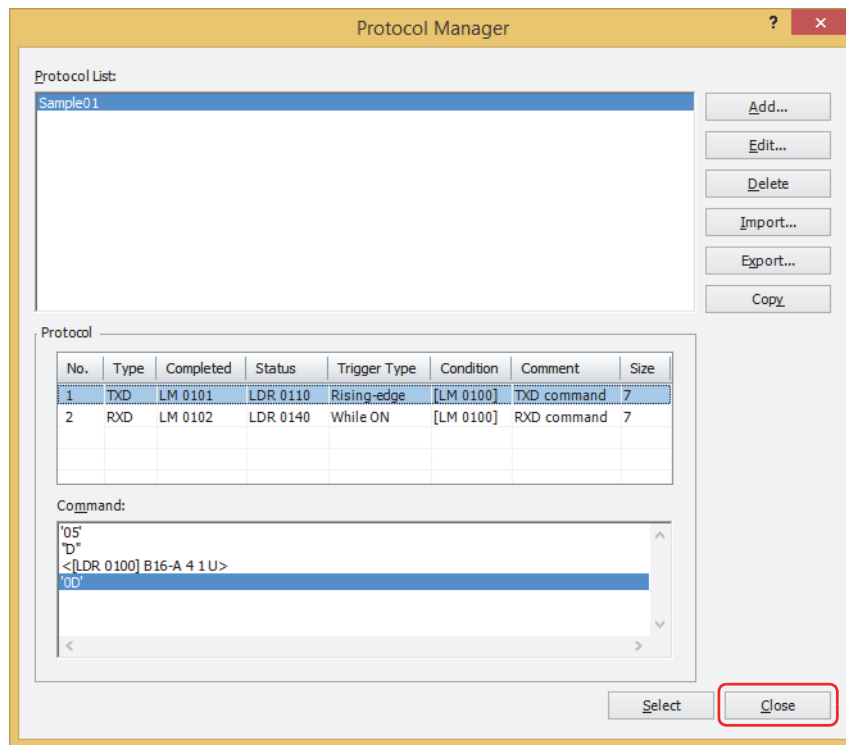 Protocol Manager
?
×
Protocol List:
Sample01
Add...
Edit...
Delete
Import...
Export...
Copy
Protocol
No. Type Completed Status Trigger Type Condition Comment Size
1 TXD LM 0101 LDR 0110 Rising-edge [LM 0100] TXD command 7
2 RXD LM 0102 LDR 0140 While ON [LM 0100] RXD command 7
Command:
'05'
"D"
<[LDR 0100] B16-A 4 1 U>
'0D'
Select
Close